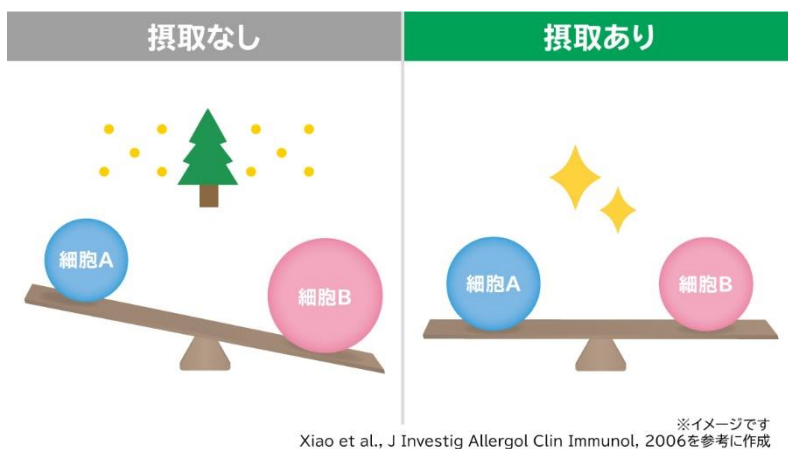 摂取なし
摂取あり
細胞A
細胞B
細胞A
細胞B
※イメージです
Xiao et al., J Investig Allergol Clin Immunol, 2006を参考に作成